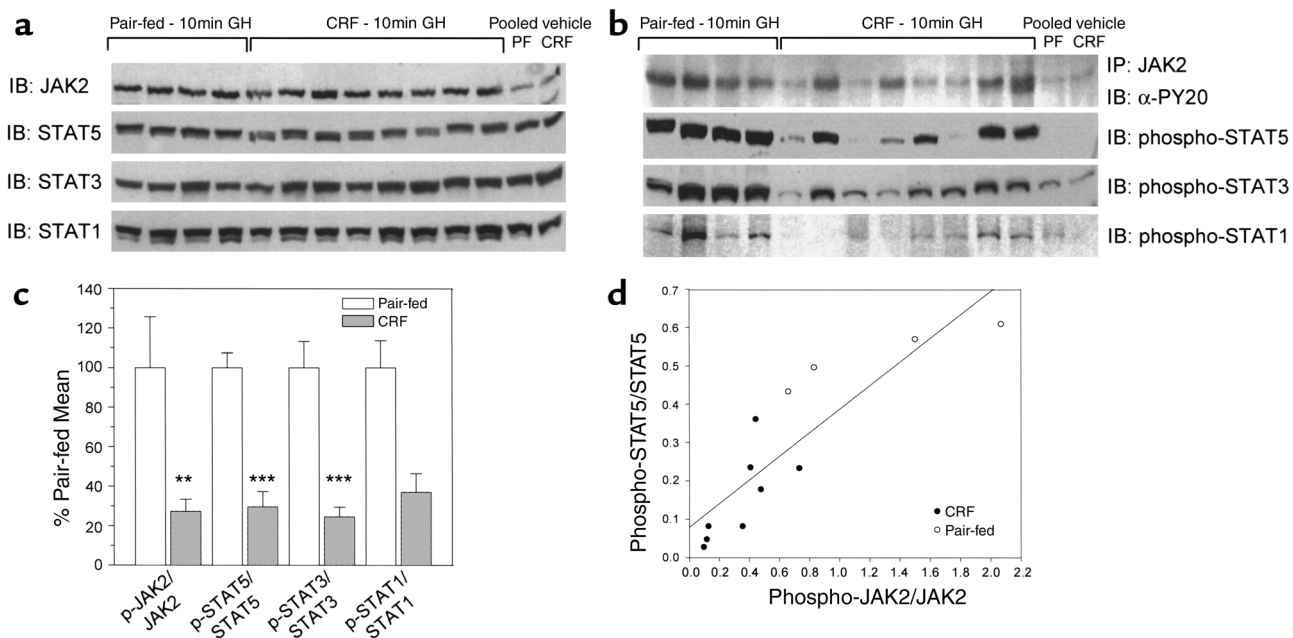 a
Pair-fed - 10min GH
CRF - 10min GH
Pooled vehicle
PF CRF
IB: JAK2
IB: STAT5
IB: STAT3
IB: STAT1
b
Pair-fed - 10min GH
CRF - 10min GH
Pooled vehicle
PF CRF
IP: JAK2
IB: α-PY20
IB: phospho-STAT5
IB: phospho-STAT3
IB: phospho-STAT1
c
% Pair-fed Mean
140
120
100
80
60
40
20
0
Pair-fed
CRF
** *** ***
p-JAK2/
JAK2
p-STAT5/
STAT5
p-STAT3/
STAT3
p-STAT1/
STAT1
d
Phospho-STAT5/STAT5
0.7
0.6
0.5
0.4
0.3
0.2
0.1
0.0
CRF
Pair-fed
0.0 0.2 0.4 0.6 0.8 1.0 1.2 1.4 1.6 1.8 2.0 2.2
Phospho-JAK2/JAK2